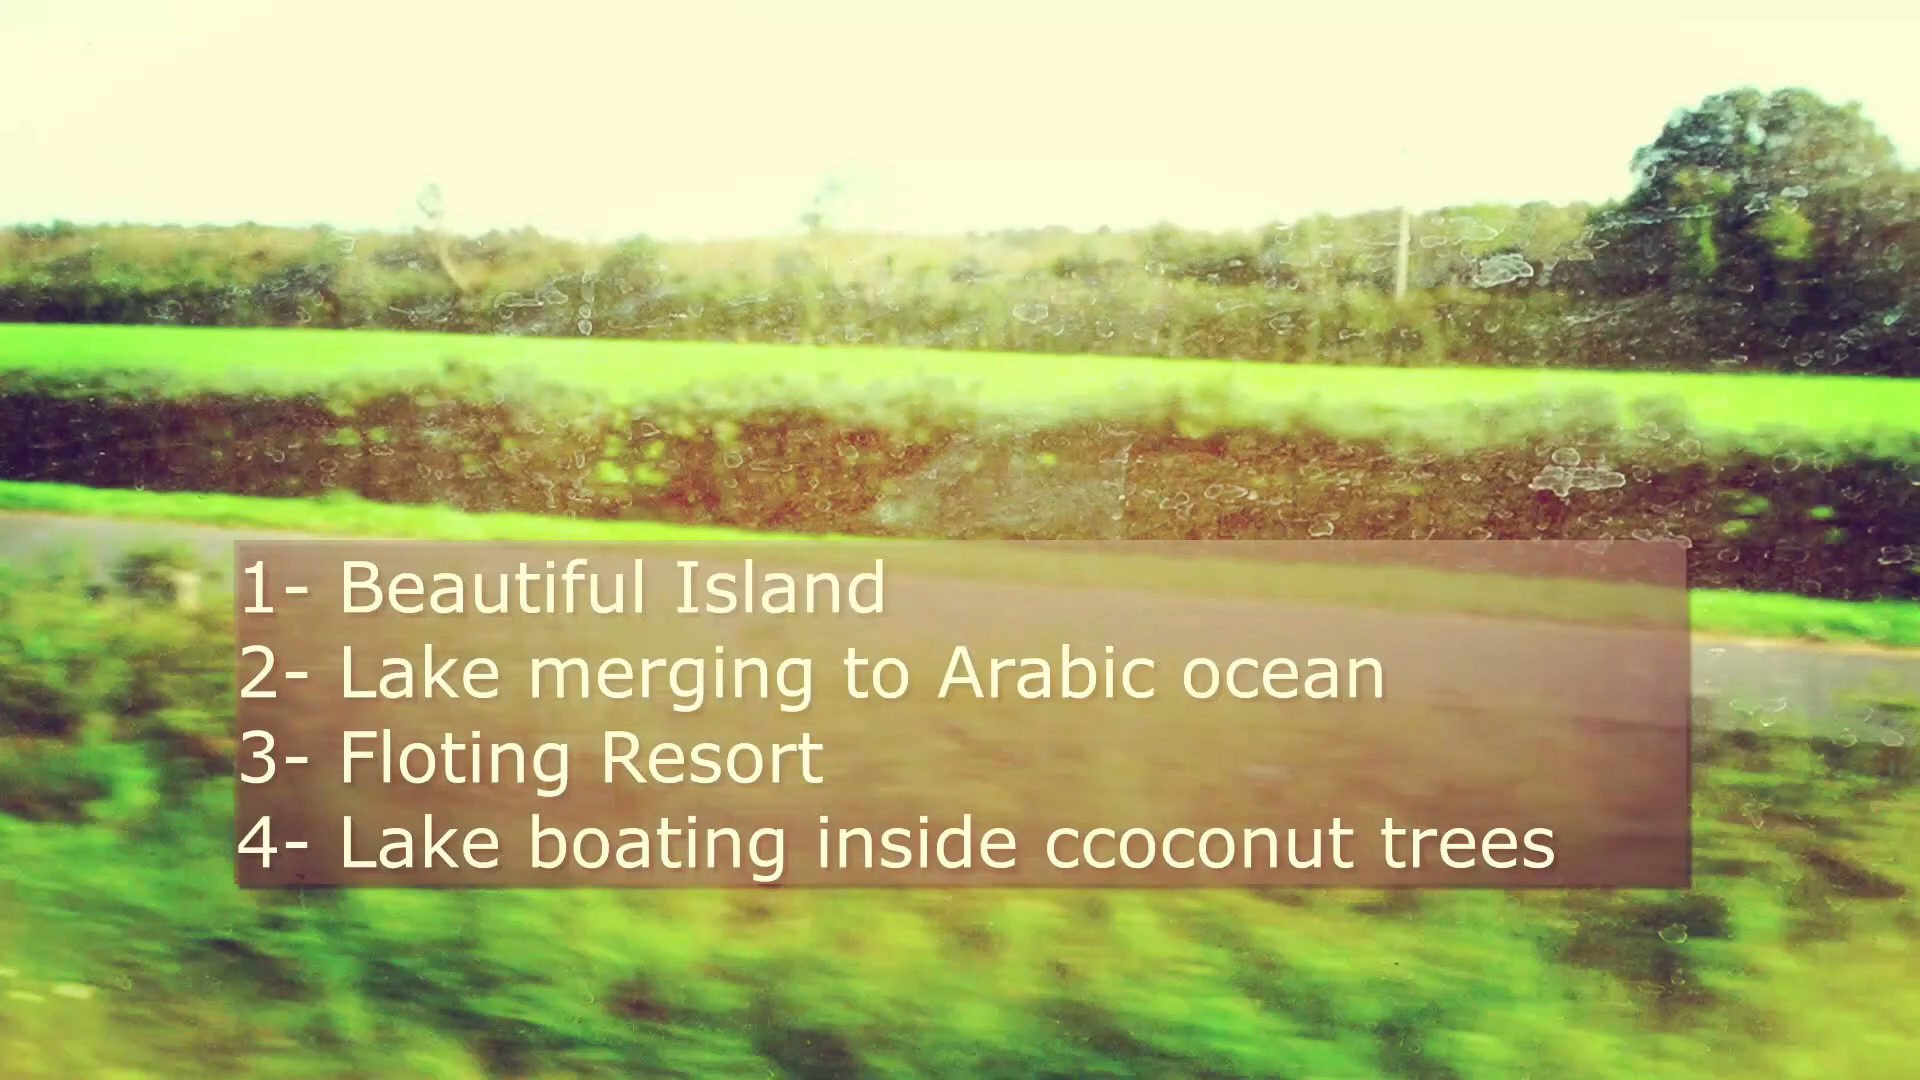 1- Beautiful Island
2- Lake merging to Arabic ocean
3- Floting Resort
4- Lake boating inside ccoconut trees